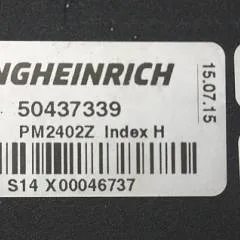 NGHEINRICH
50437339
PM2402Z Index H
S14 X00046737
15.07.15